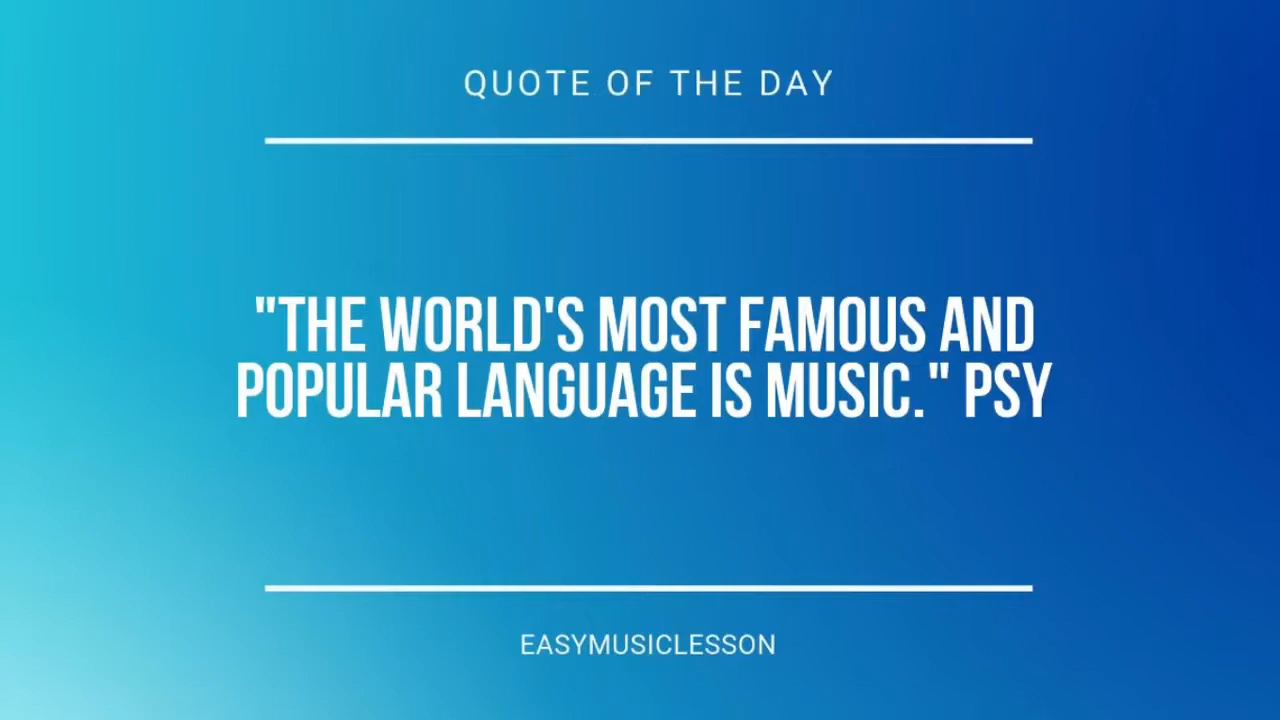 QUOTE OF THE DAY
"THE WORLD'S MOST FAMOUS AND
POPULAR LANGUAGE IS MUSIC." PSY
EASYMUSICLESSON